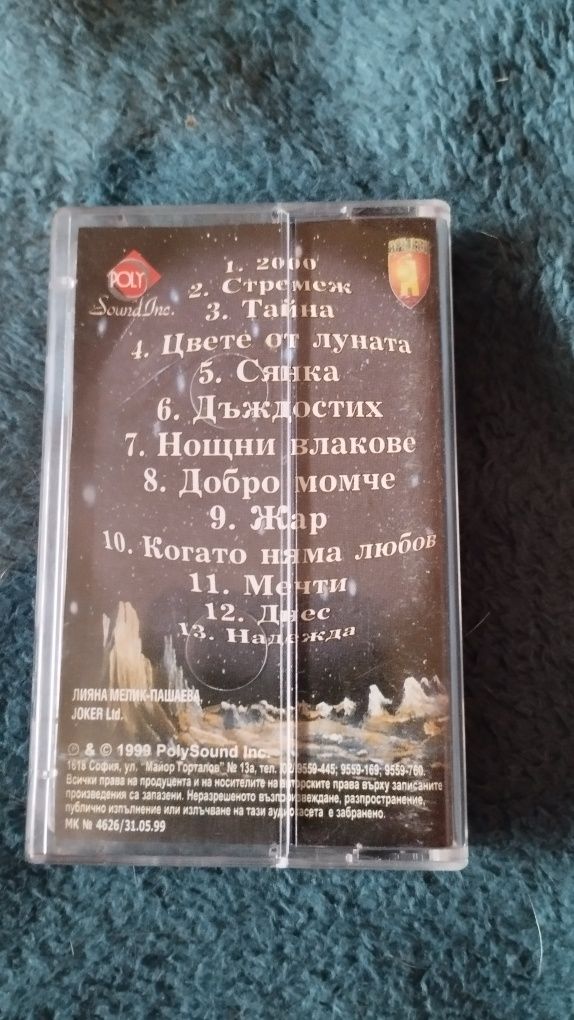 POLY
Sound Inc.
1. 2000
2. Стремеж
3. Тайна
4. Цвете от луната
5. Сянка
6. Дъждостих
7. Нощни влакове
8. Добро момче
9. Жар
10. Когато няма любов
11. Мечти
12. Днес
13. Надежда
ЛИЯНА МЕЛИК-ПАШАЕВА
JOKER Ltd.
℗ & © 1999 PolySound Inc.
1618 София, ул. "Майор Горталов" № 13а, тел. (02) 9559-445; 9559-169; 9559-760.
Всички права на продуцента и на носителите на авторските права върху записаните
произведения са запазени. Неразрешеното възпроизвеждане, разпространение,
публично изпълнение или излъчване на тази аудиокасета е забранено.
МК № 4626/31.05.99